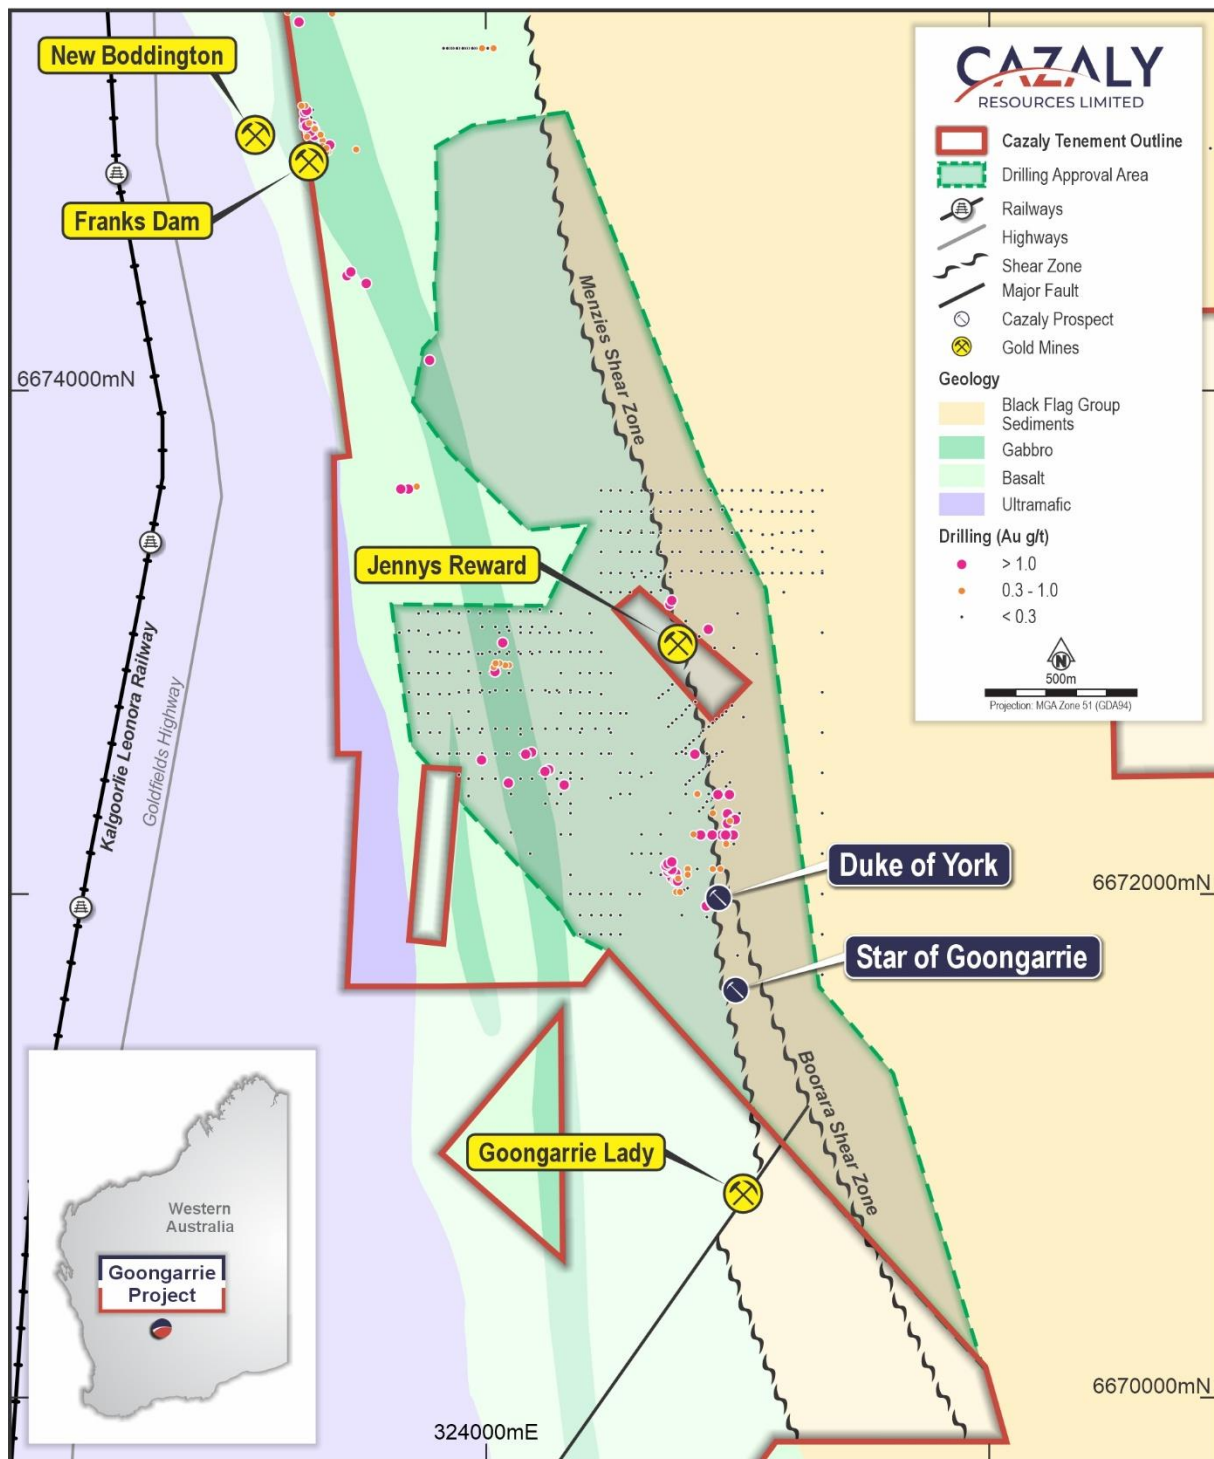 New Boddington
Franks Dam
Menzies Shear Zone
6674000mN
Jennys Reward
Kalgoorlie Leonora Railway
Goldfields Highway
Duke of York
6672000mN
Star of Goongarrie
Boorara Shear Zone
Goongarrie Lady
6670000mN
324000mE
Western
Australia
Goongarrie
Project
CAZALY
RESOURCES LIMITED
Cazaly Tenement Outline
Drilling Approval Area
Railways
Highways
Shear Zone
Major Fault
Cazaly Prospect
Gold Mines
Geology
Black Flag Group
Sediments
Gabbro
Basalt
Ultramafic
Drilling (Au g/t)
> 1.0
0.3 - 1.0
< 0.3
N
500m
Projection: MGA Zone 51 (GDA94)